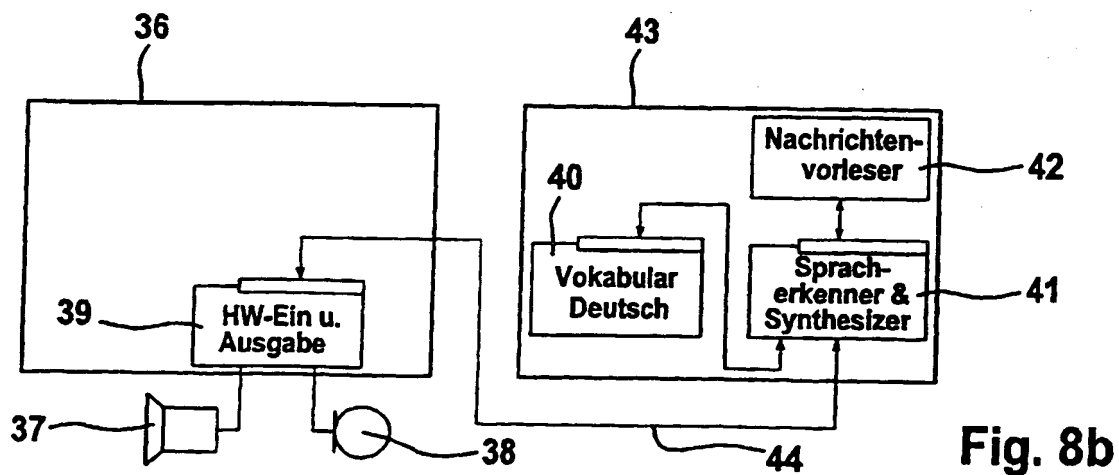 36
43
Nachrichten-
vorleser
42
40
Vokabular
Deutsch
Sprach-
erkenner &
Synthesizer
41
39
HW-Ein u.
Ausgabe
37
38
44
Fig. 8b